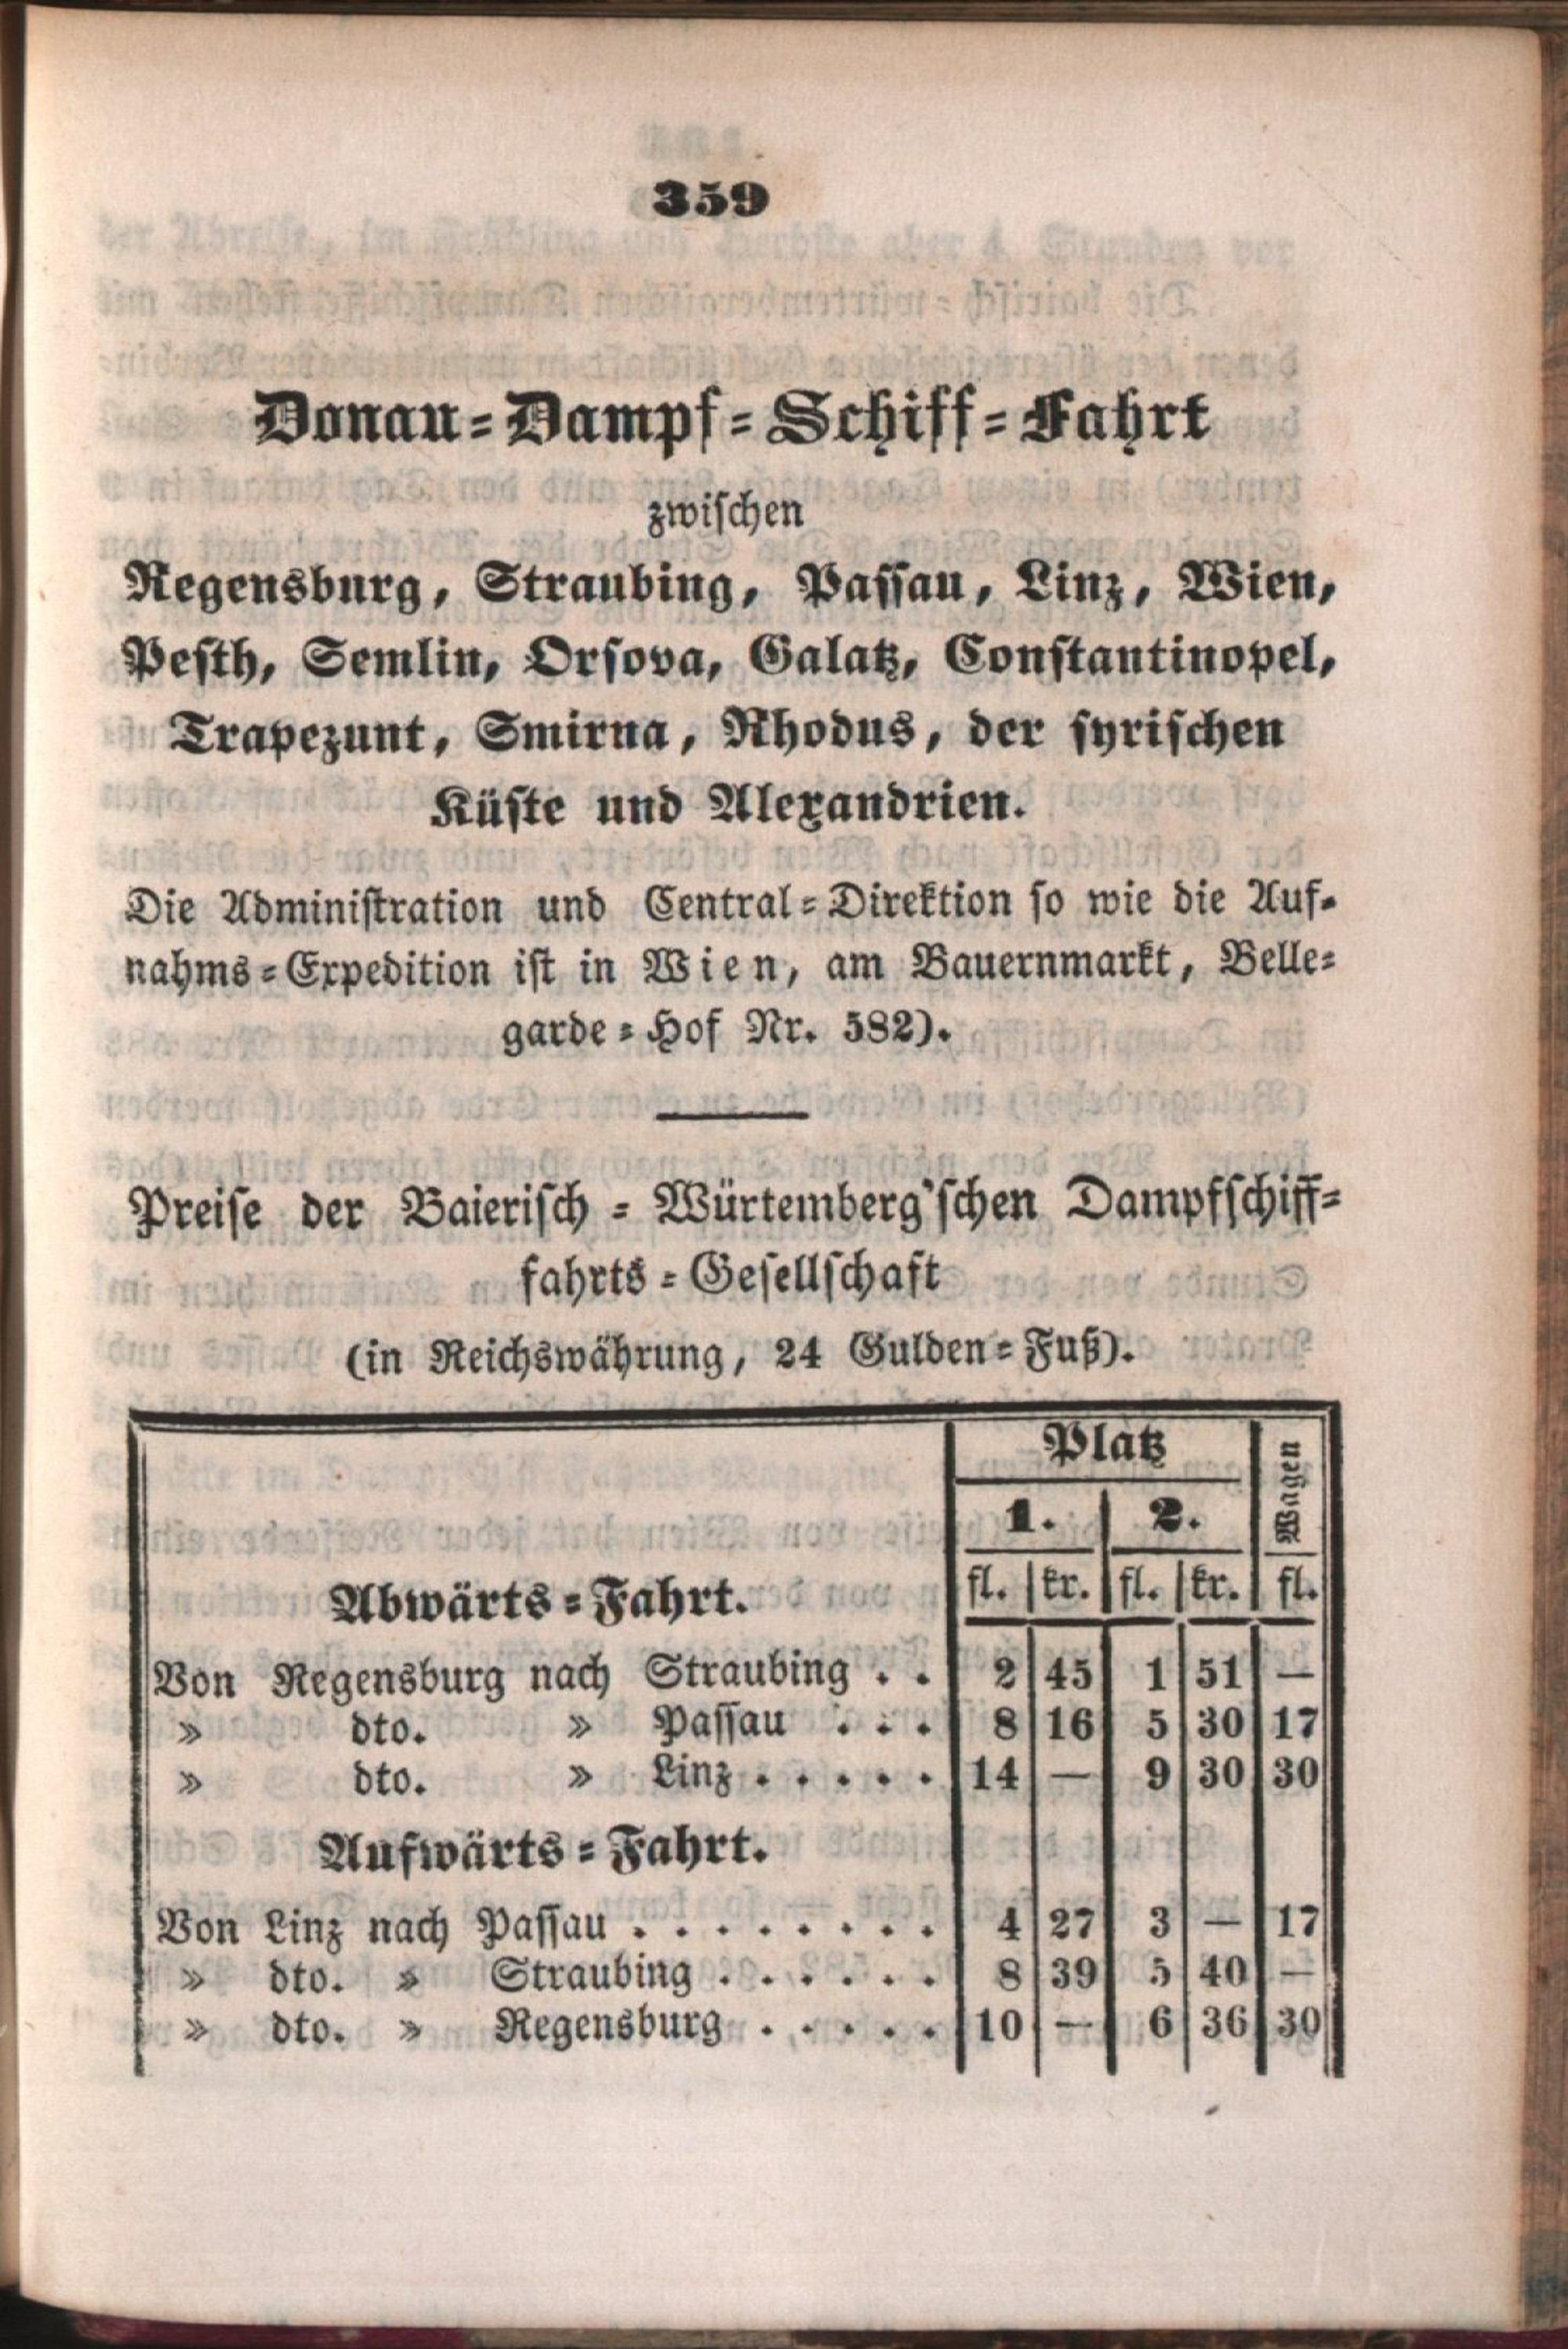 359
Donau-Dampf-Schiff-Fahrt
zwischen
Regensburg, Straubing, Passau, Linz, Wien,
Pesth, Semlin, Orsova, Galatz, Constantinopel,
Trapezunt, Smirna, Rhodus, der syrischen
Küste und Alexandrien.
Die Administration und Central-Direktion so wie die Auf-
nahms-Expedition ist in Wien, am Bauernmarkt, Belle-
garde-Hof Nr. 582).
Preise der Baierisch-Würtemberg'schen Dampfschiff-
fahrts-Gesellschaft
(in Reichswährung, 24 Gulden-Fuß).
Platz Wagen
1. 2.
Abwärts-Fahrt. fl. kr. fl. kr. fl.
Von Regensburg nach Straubing . . 2 45 1 51 —
» dto. » Passau . . . 8 16 5 30 17
» dto. » Linz . . . . . 14 — 9 30 30
Aufwärts-Fahrt.
Von Linz nach Passau . . . . . . . . 4 27 3 — 17
» dto. » Straubing . . . . . . 8 39 5 40 —
» dto. » Regensburg . . . . . 10 — 6 36 30